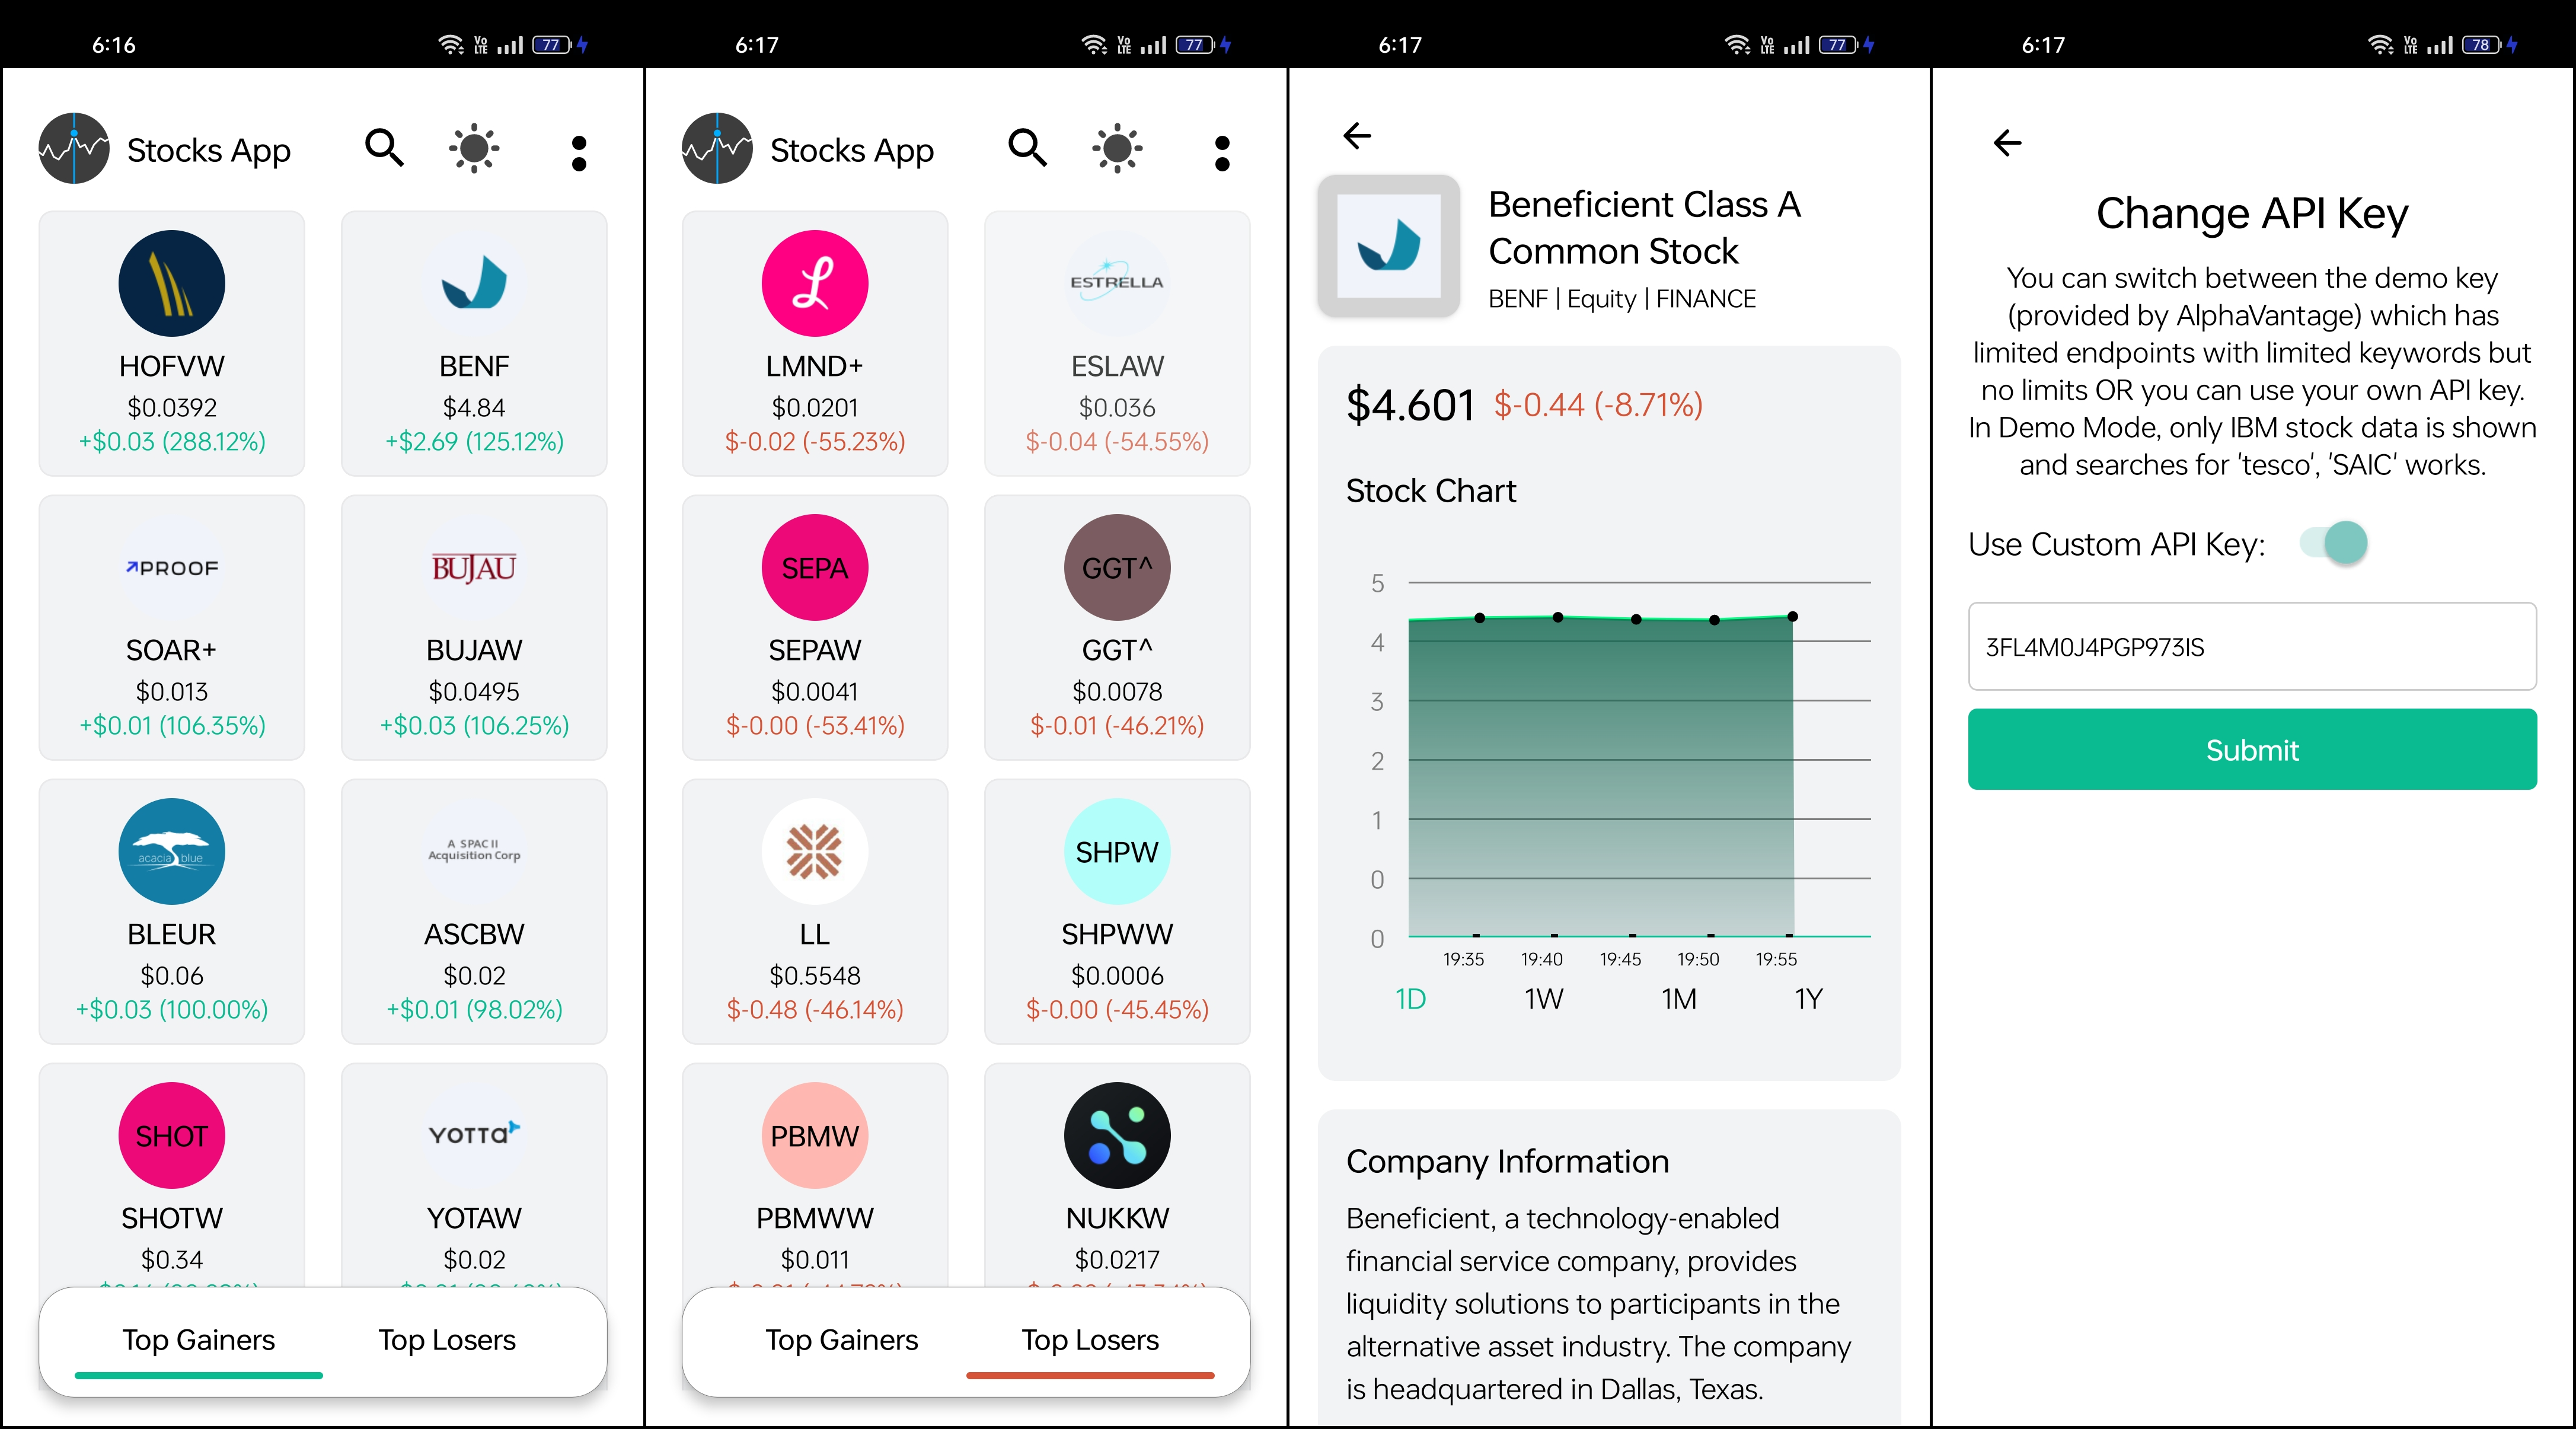 6:16
Vo
LTE
77
Stocks App
HOFVW
$0.0392
+$0.03 (288.12%)
BENF
$4.84
+$2.69 (125.12%)
PROOF
SOAR+
$0.013
+$0.01 (106.35%)
BUJAU
BUJAW
$0.0495
+$0.03 (106.25%)
acacia blue
BLEUR
$0.06
+$0.03 (100.00%)
A SPAC II
Acquisition Corp
ASCBW
$0.02
+$0.01 (98.02%)
SHOT
SHOTW
$0.34
YOTTA
YOTAW
$0.02
Top Gainers
Top Losers
6:17
Vo
LTE
77
Stocks App
L
LMND+
$0.0201
$-0.02 (-55.23%)
ESTRELLA
ESLAW
$0.036
$-0.04 (-54.55%)
SEPA
SEPAW
$0.0041
$-0.00 (-53.41%)
GGT^
GGT^
$0.0078
$-0.01 (-46.21%)
LL
$0.5548
$-0.48 (-46.14%)
SHPW
SHPWW
$0.0006
$-0.00 (-45.45%)
PBMW
PBMWW
$0.011
NUKKW
$0.0217
Top Gainers
Top Losers
6:17
Vo
LTE
77
Beneficient Class A
Common Stock
BENF | Equity | FINANCE
$4.601 $-0.44 (-8.71%)
Stock Chart
5
4
3
2
1
0
0
19:35 19:40 19:45 19:50 19:55
1D 1W 1M 1Y
Company Information
Beneficient, a technology-enabled
financial service company, provides
liquidity solutions to participants in the
alternative asset industry. The company
is headquartered in Dallas, Texas.
6:17
Vo
LTE
78
Change API Key
You can switch between the demo key
(provided by AlphaVantage) which has
limited endpoints with limited keywords but
no limits OR you can use your own API key.
In Demo Mode, only IBM stock data is shown
and searches for 'tesco', 'SAIC' works.
Use Custom API Key:
3FL4M0J4PGP973IS
Submit